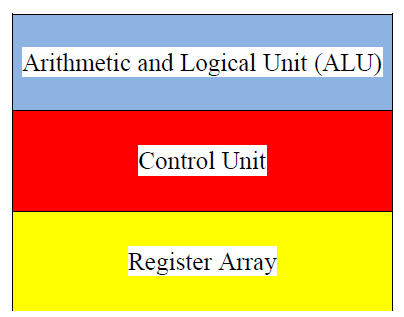 Arithmetic and Logical Unit (ALU)
Control Unit
Register Array